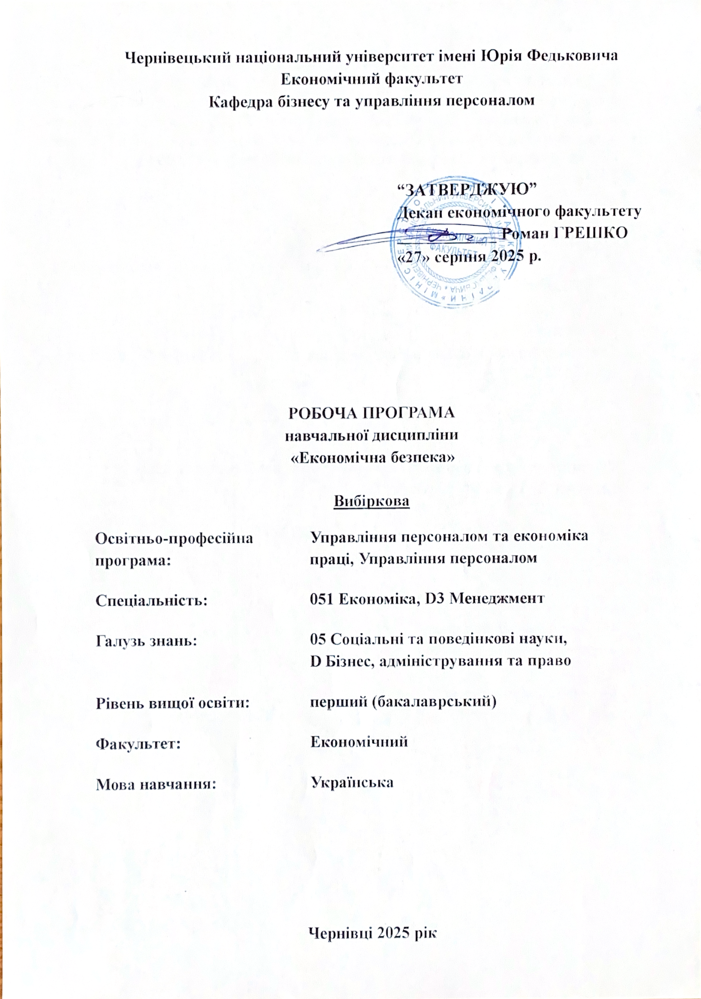 Чернівецький національний університет імені Юрія Федьковича
Економічний факультет
Кафедра бізнесу та управління персоналом
“ЗАТВЕРДЖУЮ”
Декан економічного факультету
Роман ГРЕШКО
«27» серпня 2025 р.
ЕКОНОМІЧНИЙ
ФАКУЛЬТЕТ
РОБОЧА ПРОГРАМА
навчальної дисципліни
«Економічна безпека»
Вибіркова
Освітньо-професійна програма: Управління персоналом та економіка
праці, Управління персоналом
Спеціальність: 051 Економіка, D3 Менеджмент
Галузь знань: 05 Соціальні та поведінкові науки,
D Бізнес, адміністрування та право
Рівень вищої освіти: перший (бакалаврський)
Факультет: Економічний
Мова навчання: Українська
Чернівці 2025 рік